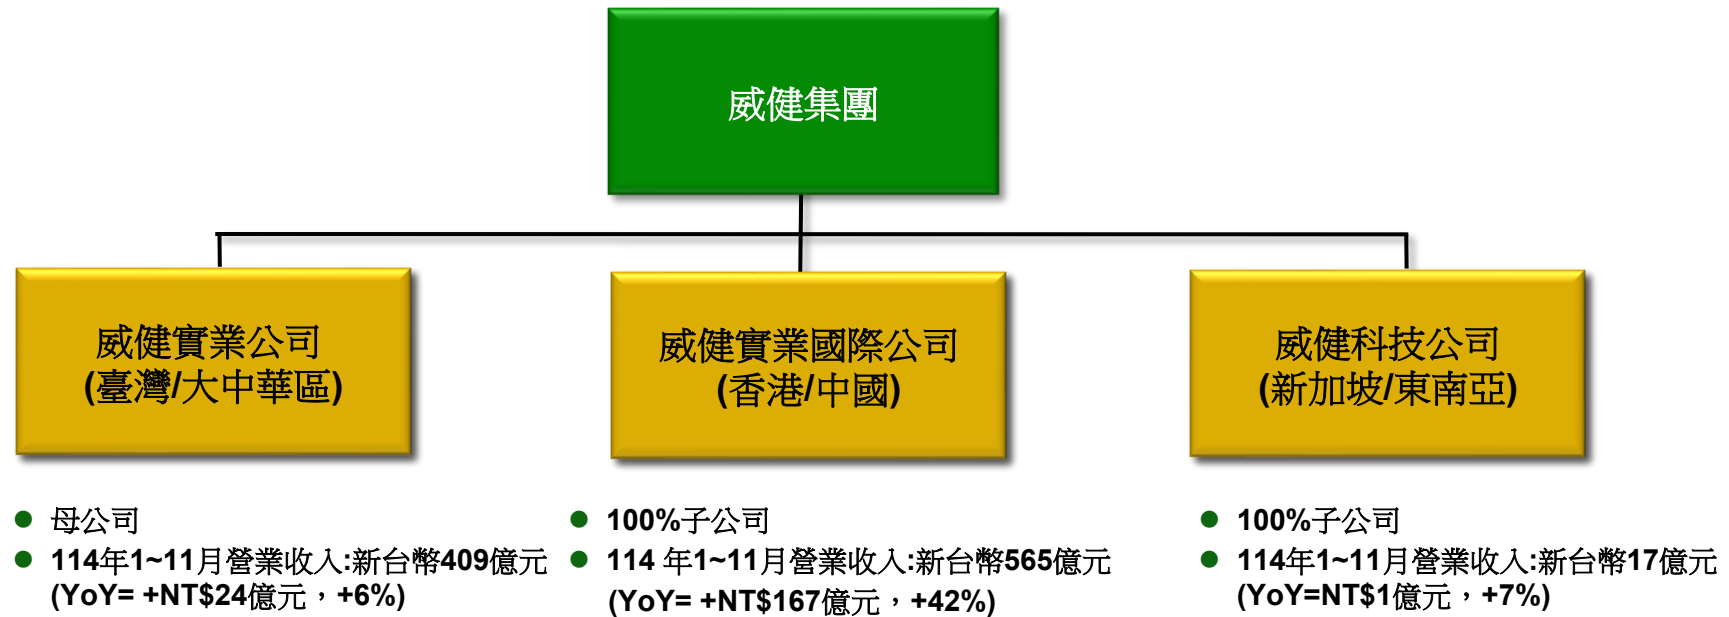 威健集團
威健實業公司
(臺灣/大中華區)
威健實業國際公司
(香港/中國)
威健科技公司
(新加坡/東南亞)
● 母公司
● 114年1~11月營業收入:新台幣409億元
(YoY= +NT$24億元，+6%)
● 100%子公司
● 114 年1~11月營業收入:新台幣565億元
(YoY= +NT$167億元，+42%)
● 100%子公司
● 114年1~11月營業收入:新台幣17億元
(YoY=NT$1億元，+7%)